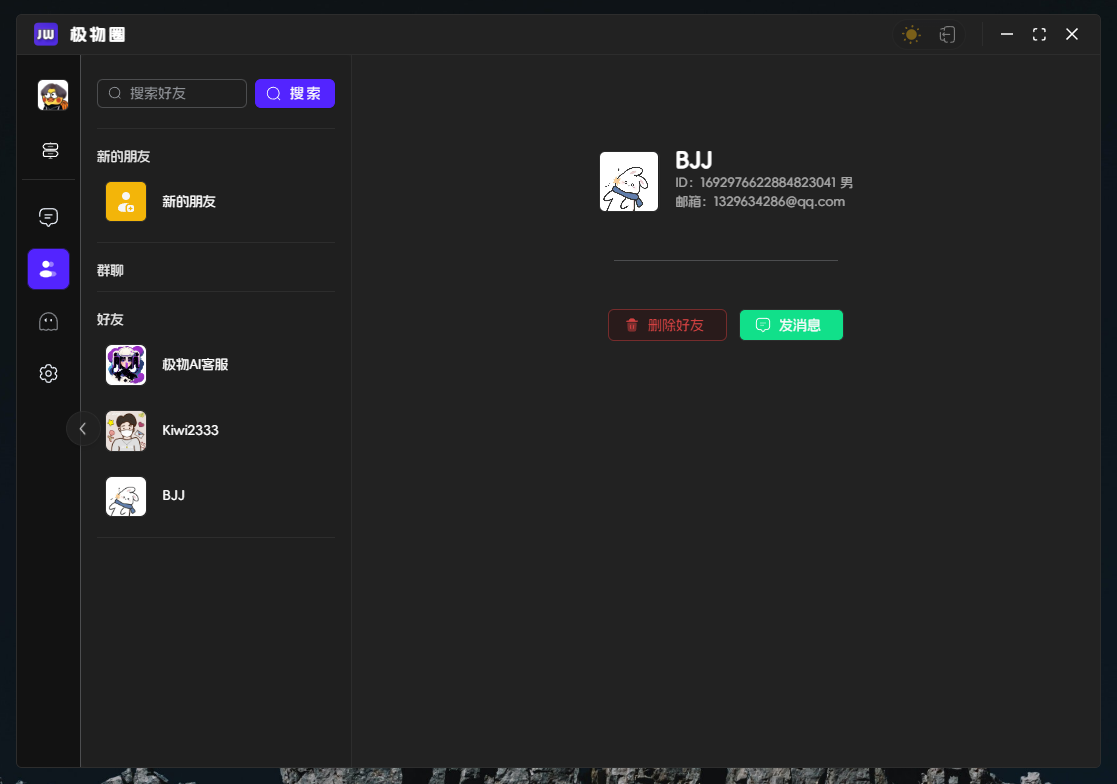 JW 极物圈
搜索好友
搜索
新的朋友
新的朋友
群聊
好友
极物AI客服
Kiwi2333
BJJ
BJJ
ID：1692976622884823041 男
邮箱：1329634286@qq.com
删除好友
发消息